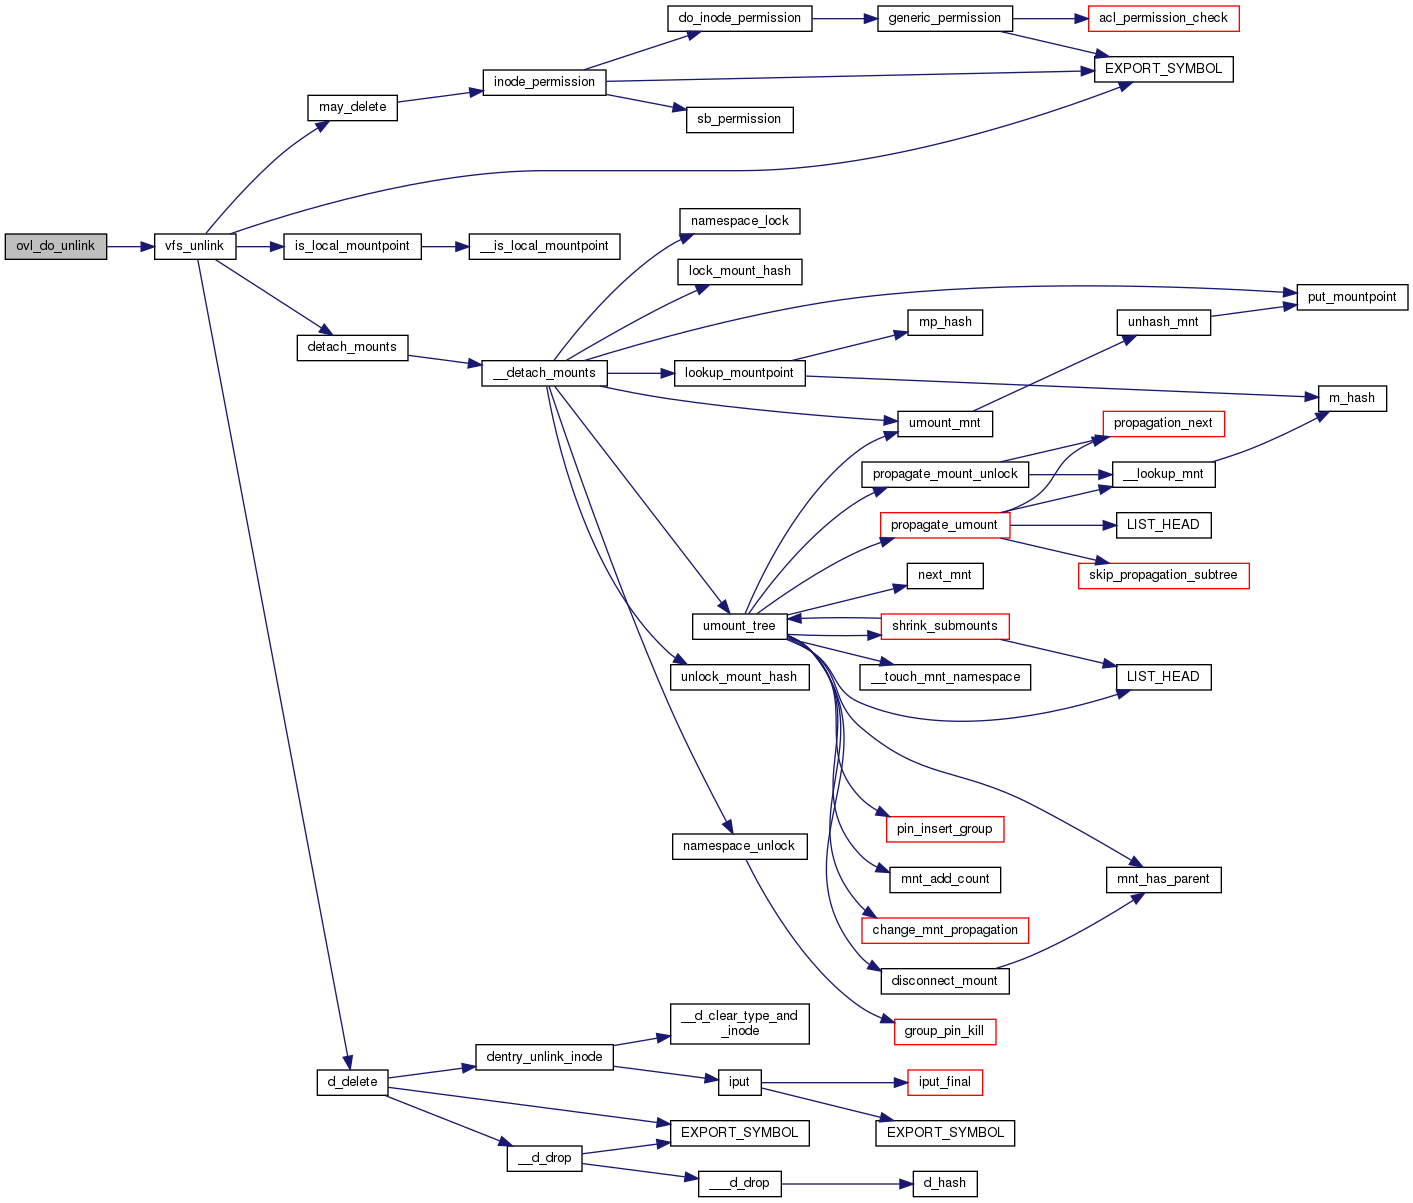 do_inode_permission
generic_permission
acl_permission_check
EXPORT_SYMBOL
inode_permission
may_delete
sb_permission
namespace_lock
ovl_do_unlink
vfs_unlink
is_local_mountpoint
__is_local_mountpoint
lock_mount_hash
put_mountpoint
mp_hash
unhash_mnt
detach_mounts
__detach_mounts
lookup_mountpoint
m_hash
umount_mnt
propagation_next
propagate_mount_unlock
__lookup_mnt
propagate_umount
LIST_HEAD
next_mnt
skip_propagation_subtree
umount_tree
shrink_submounts
unlock_mount_hash
__touch_mnt_namespace
LIST_HEAD
pin_insert_group
namespace_unlock
mnt_add_count
mnt_has_parent
change_mnt_propagation
disconnect_mount
__d_clear_type_and
_inode
group_pin_kill
dentry_unlink_inode
d_delete
iput
iput_final
EXPORT_SYMBOL
EXPORT_SYMBOL
__d_drop
___d_drop
d_hash